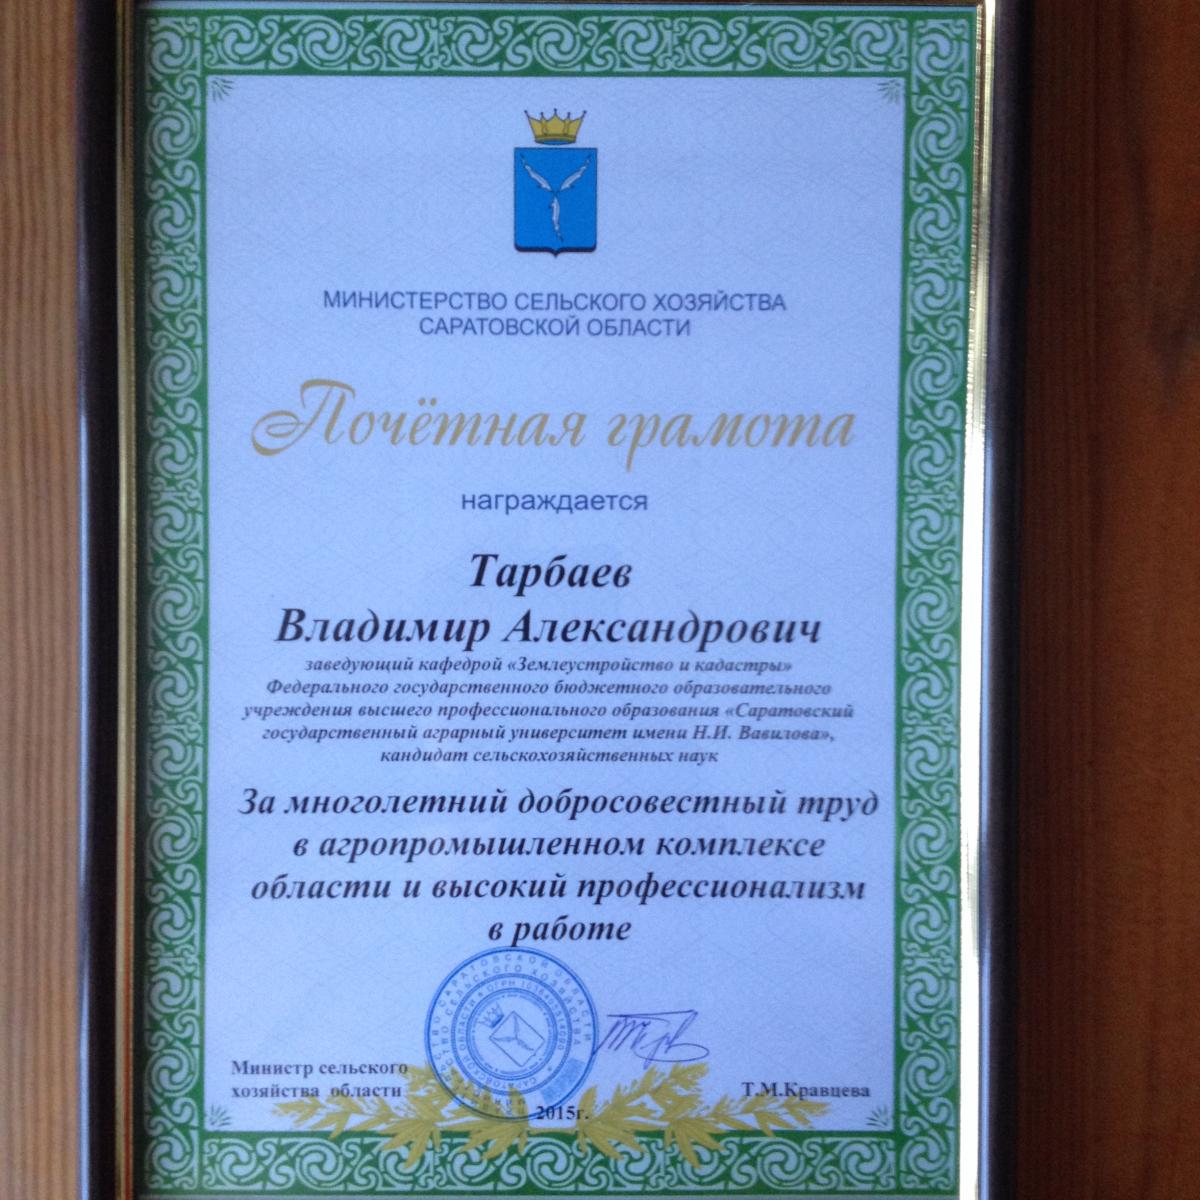 МИНИСТЕРСТВО СЕЛЬСКОГО ХОЗЯЙСТВА
САРАТОВСКОЙ ОБЛАСТИ
Почётная грамота
награждается
Тарбаев
Владимир Александрович
заведующий кафедрой «Землеустройство и кадастры»
Федерального государственного бюджетного образовательного
учреждения высшего профессионального образования «Саратовский
государственный аграрный университет имени Н.И. Вавилова»,
кандидат сельскохозяйственных наук
За многолетний добросовестный труд
в агропромышленном комплексе
области и высокий профессионализм
в работе
Министр сельского
хозяйства области
Т.М.Кравцева
2015г.